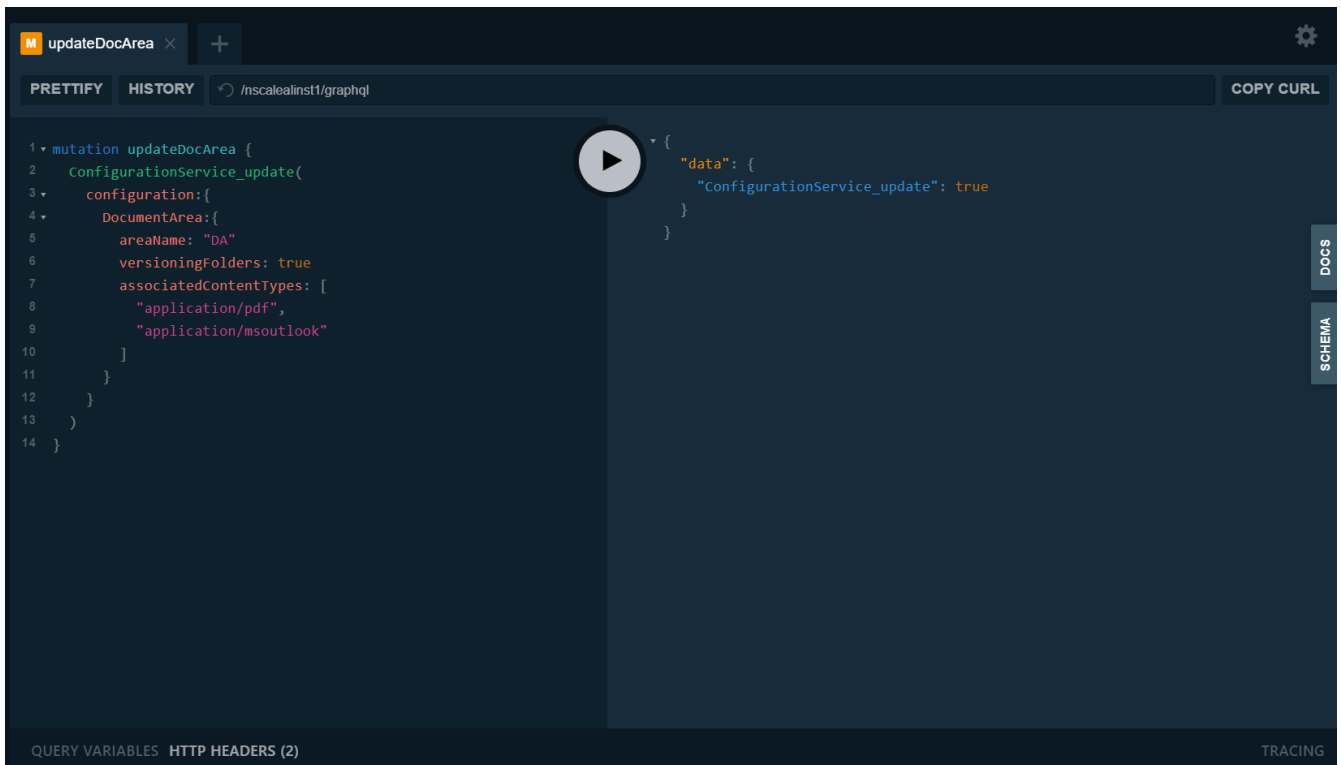 M updateDocArea ×
+
PRETTIFY HISTORY /nscalealinst1/graphql COPY CURL
1 mutation updateDocArea {
2 ConfigurationService_update(
3 configuration:{
4 DocumentArea:{
5 areaName: "DA"
6 versioningFolders: true
7 associatedContentTypes: [
8 "application/pdf",
9 "application/msoutlook"
10 ]
11 }
12 }
13 )
14 }
{
"data": {
"ConfigurationService_update": true
}
}
DOCS
SCHEMA
QUERY VARIABLES HTTP HEADERS (2) TRACING